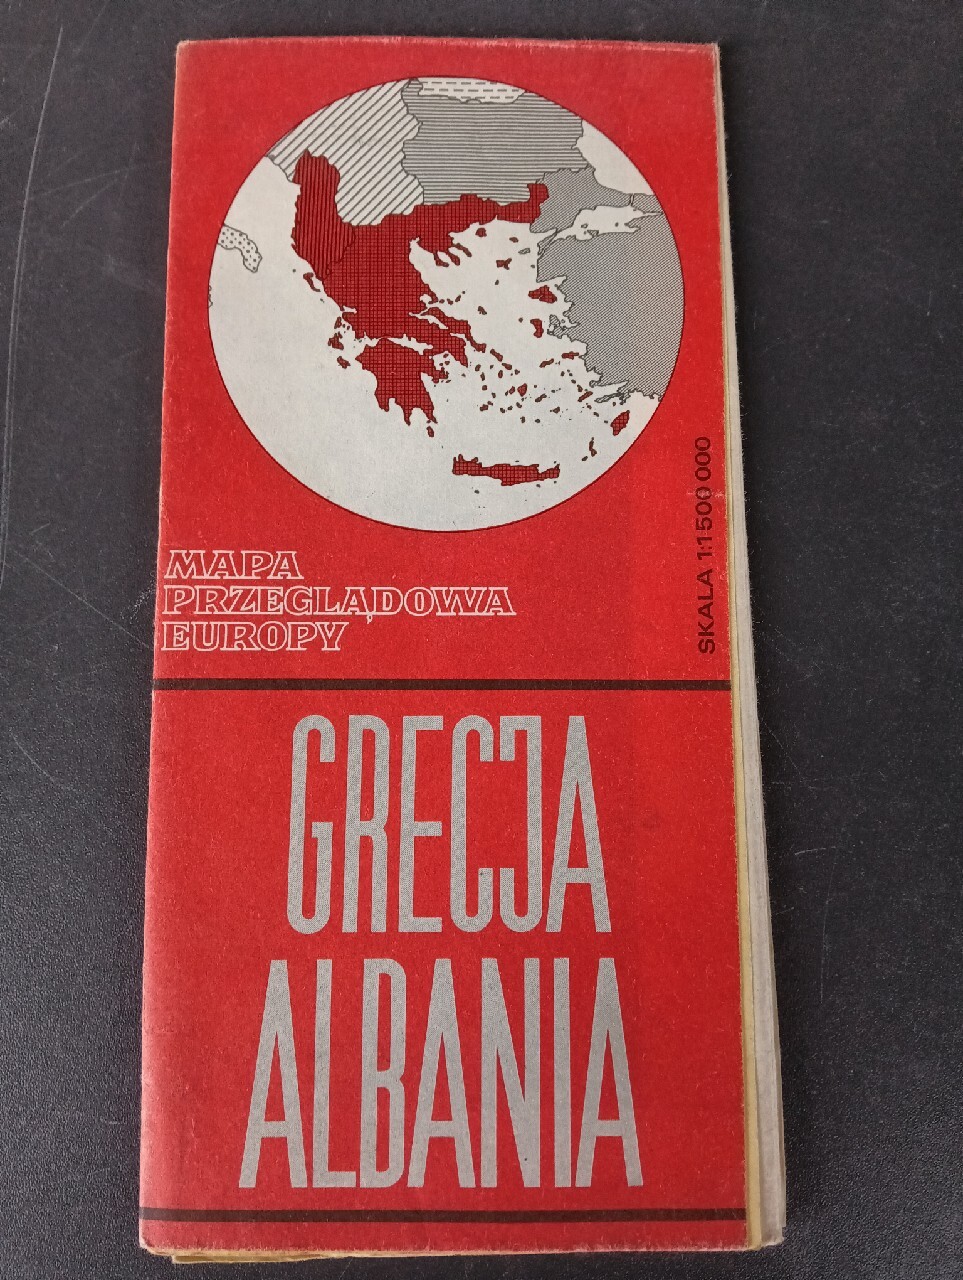 MAPA
PRZEGLĄDOWA
EUROPY
SKALA 1:1 500 000
GRECJA
ALBANIA